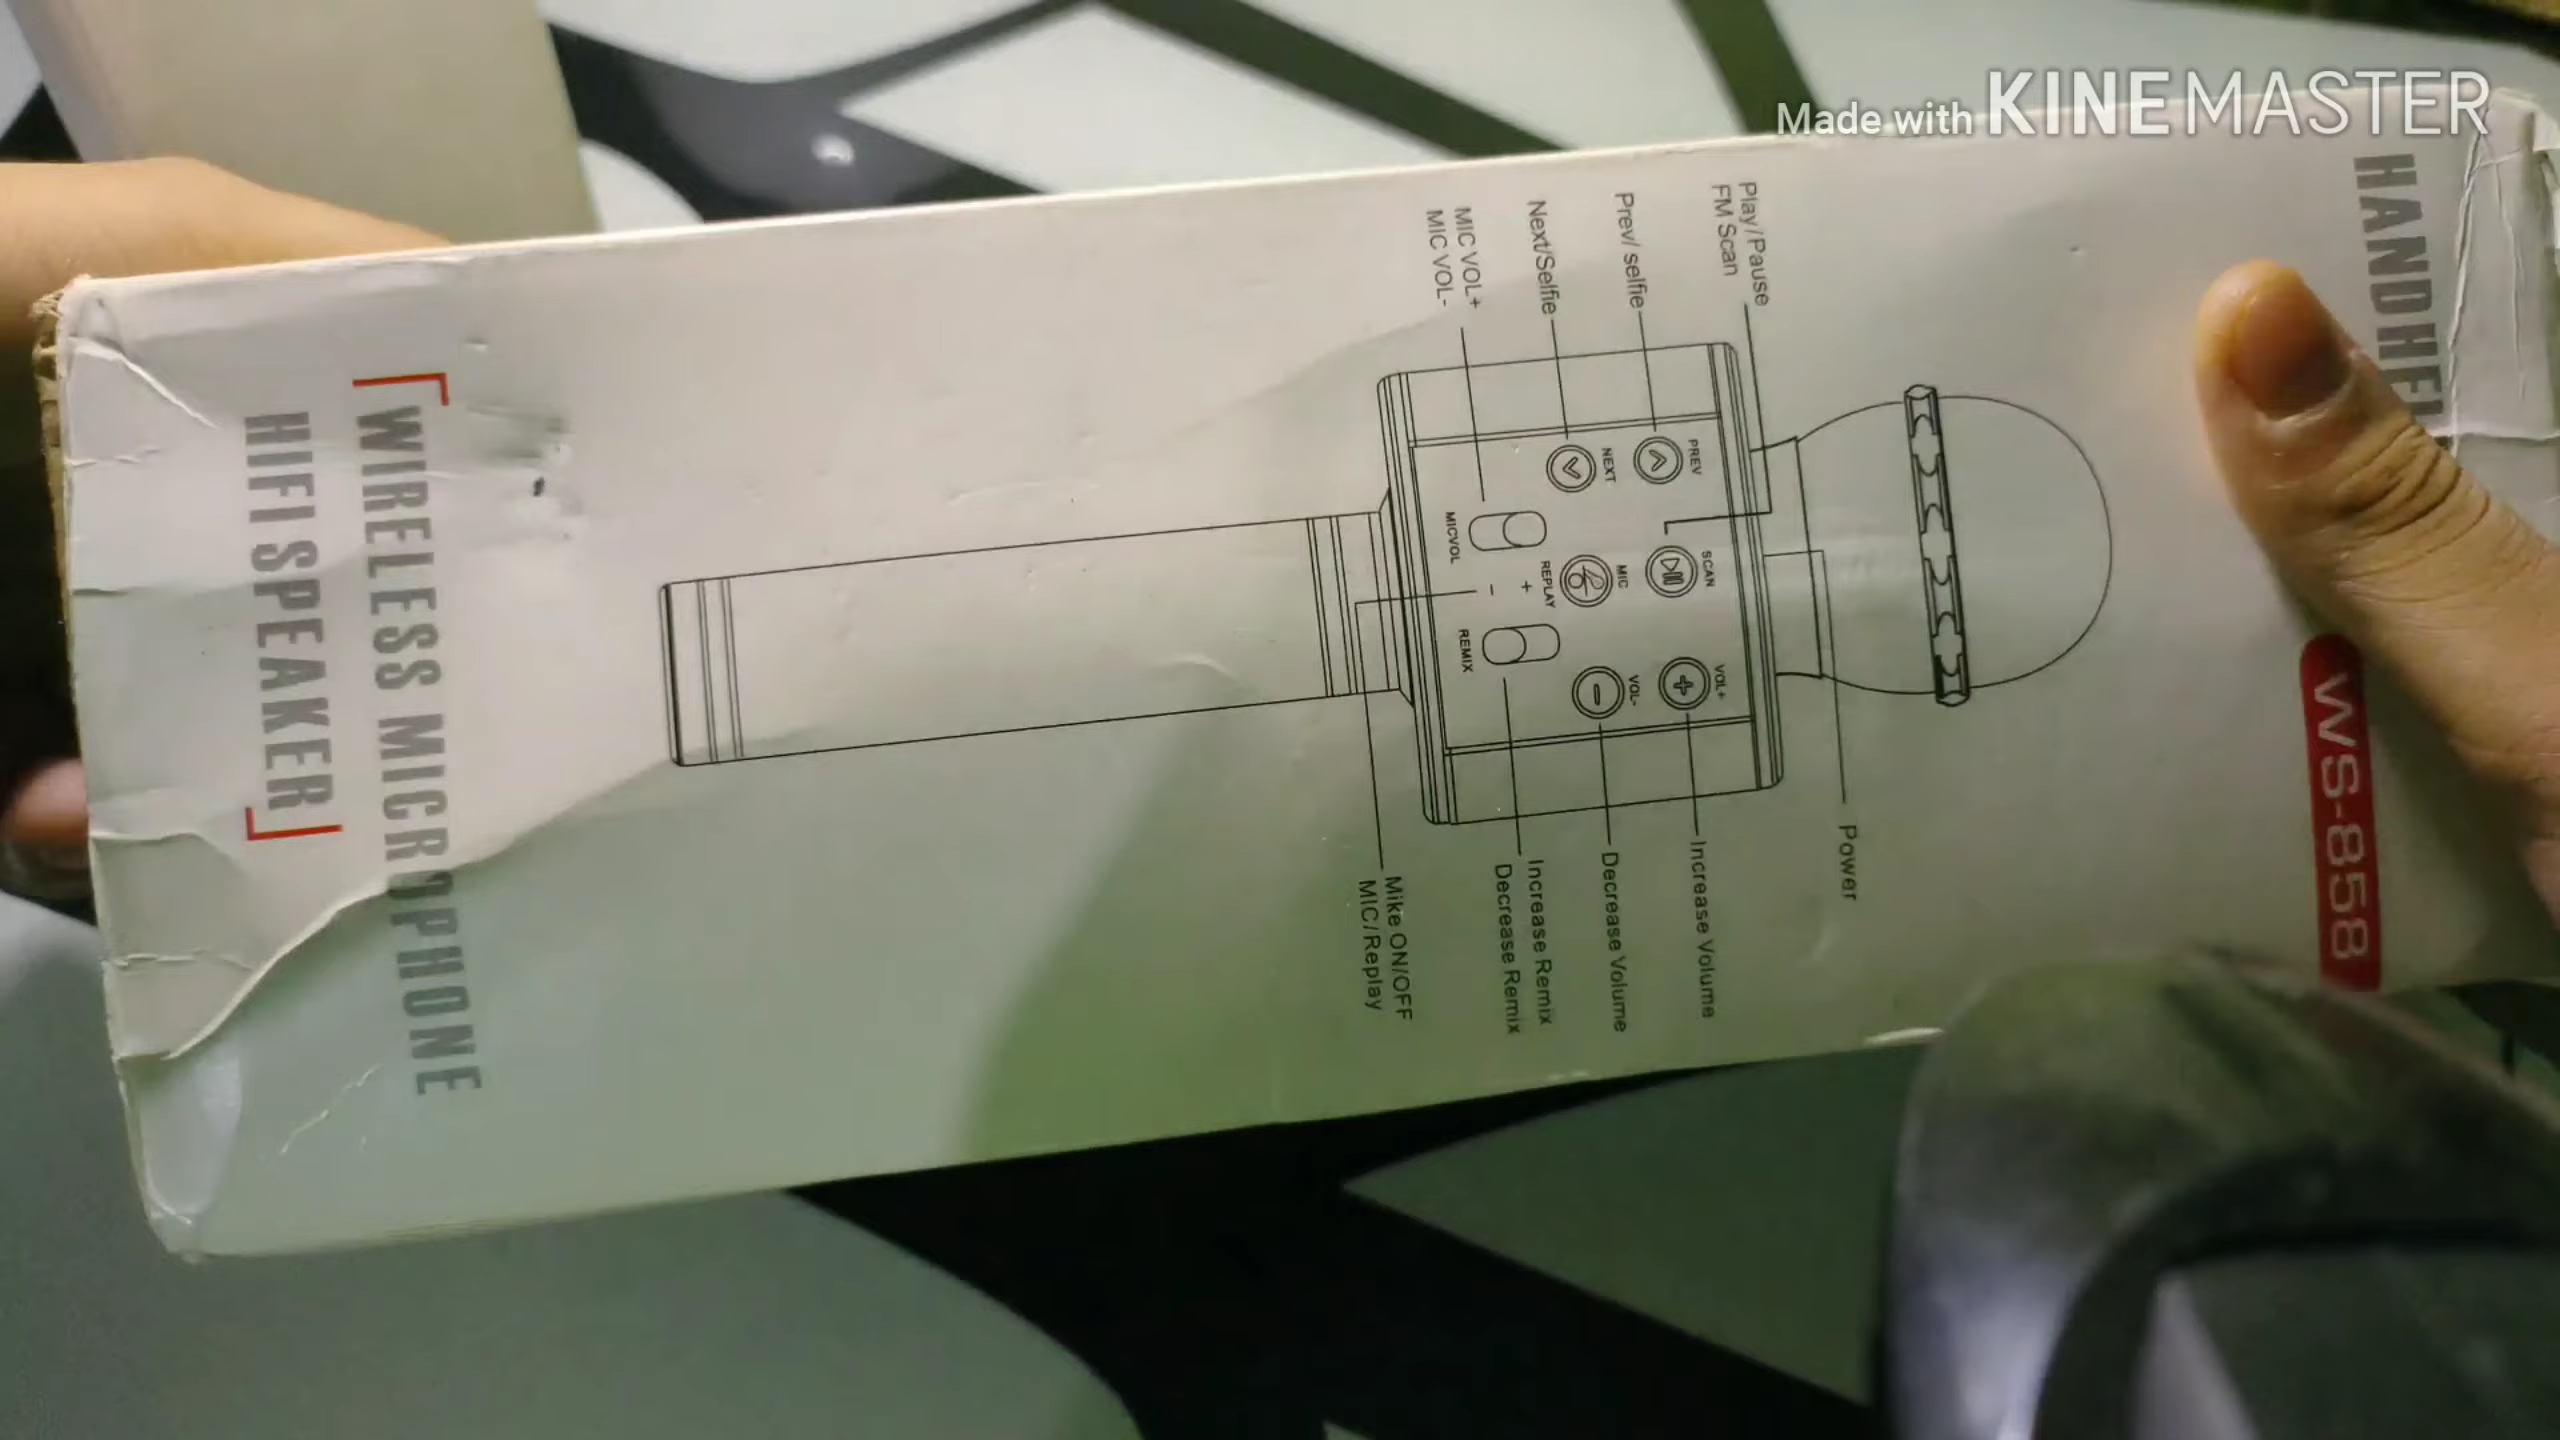 Made with KINEMASTER
HANDHEL
WS-858
Play/Pause
FM Scan
Prev/ selfie
Next/Selfie
MIC VOL+
MIC VOL-
Power
Increase Volume
Decrease Volume
Increase Remix
Decrease Remix
Mike ON/OFF
MIC/Replay
PREV
SCAN
VOL+
NEXT
MIC
VOL-
REPLAY
+
-
MICVOL
REMIX
WIRELESS MICROPHONE
HIFI SPEAKER